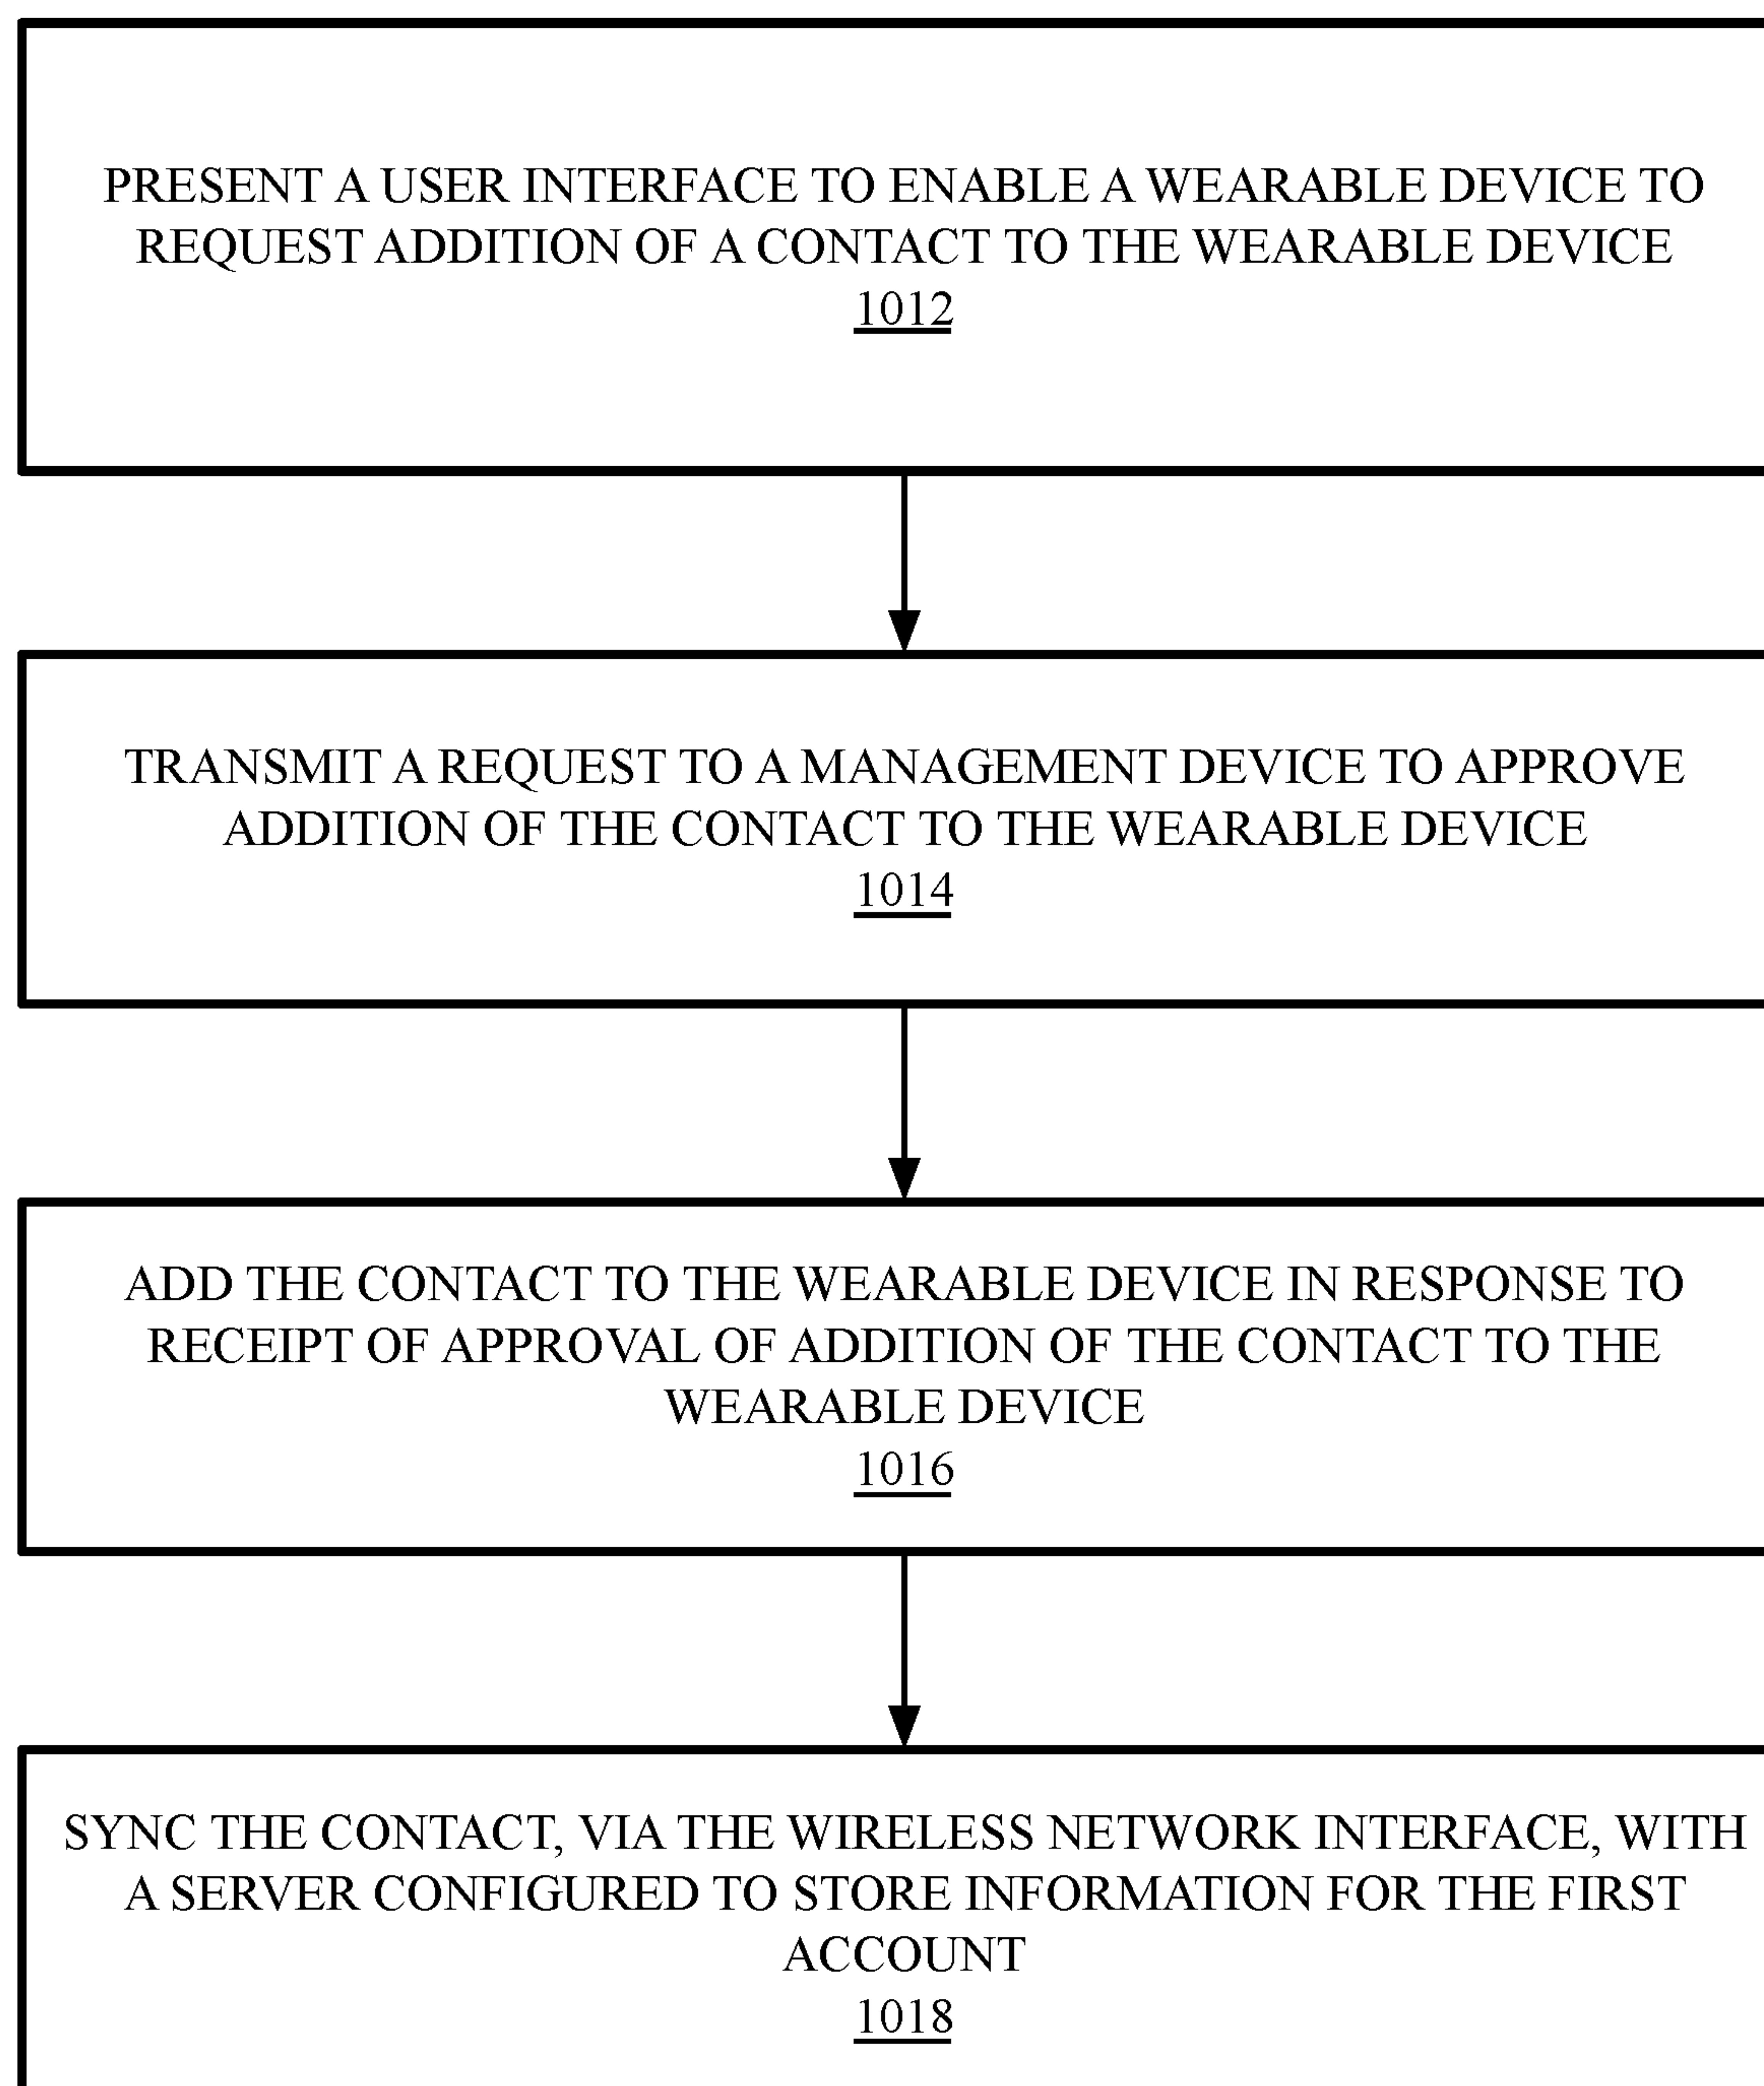 PRESENT A USER INTERFACE TO ENABLE A WEARABLE DEVICE TO
REQUEST ADDITION OF A CONTACT TO THE WEARABLE DEVICE
1012
TRANSMIT A REQUEST TO A MANAGEMENT DEVICE TO APPROVE
ADDITION OF THE CONTACT TO THE WEARABLE DEVICE
1014
ADD THE CONTACT TO THE WEARABLE DEVICE IN RESPONSE TO
RECEIPT OF APPROVAL OF ADDITION OF THE CONTACT TO THE
WEARABLE DEVICE
1016
SYNC THE CONTACT, VIA THE WIRELESS NETWORK INTERFACE, WITH
A SERVER CONFIGURED TO STORE INFORMATION FOR THE FIRST
ACCOUNT
1018